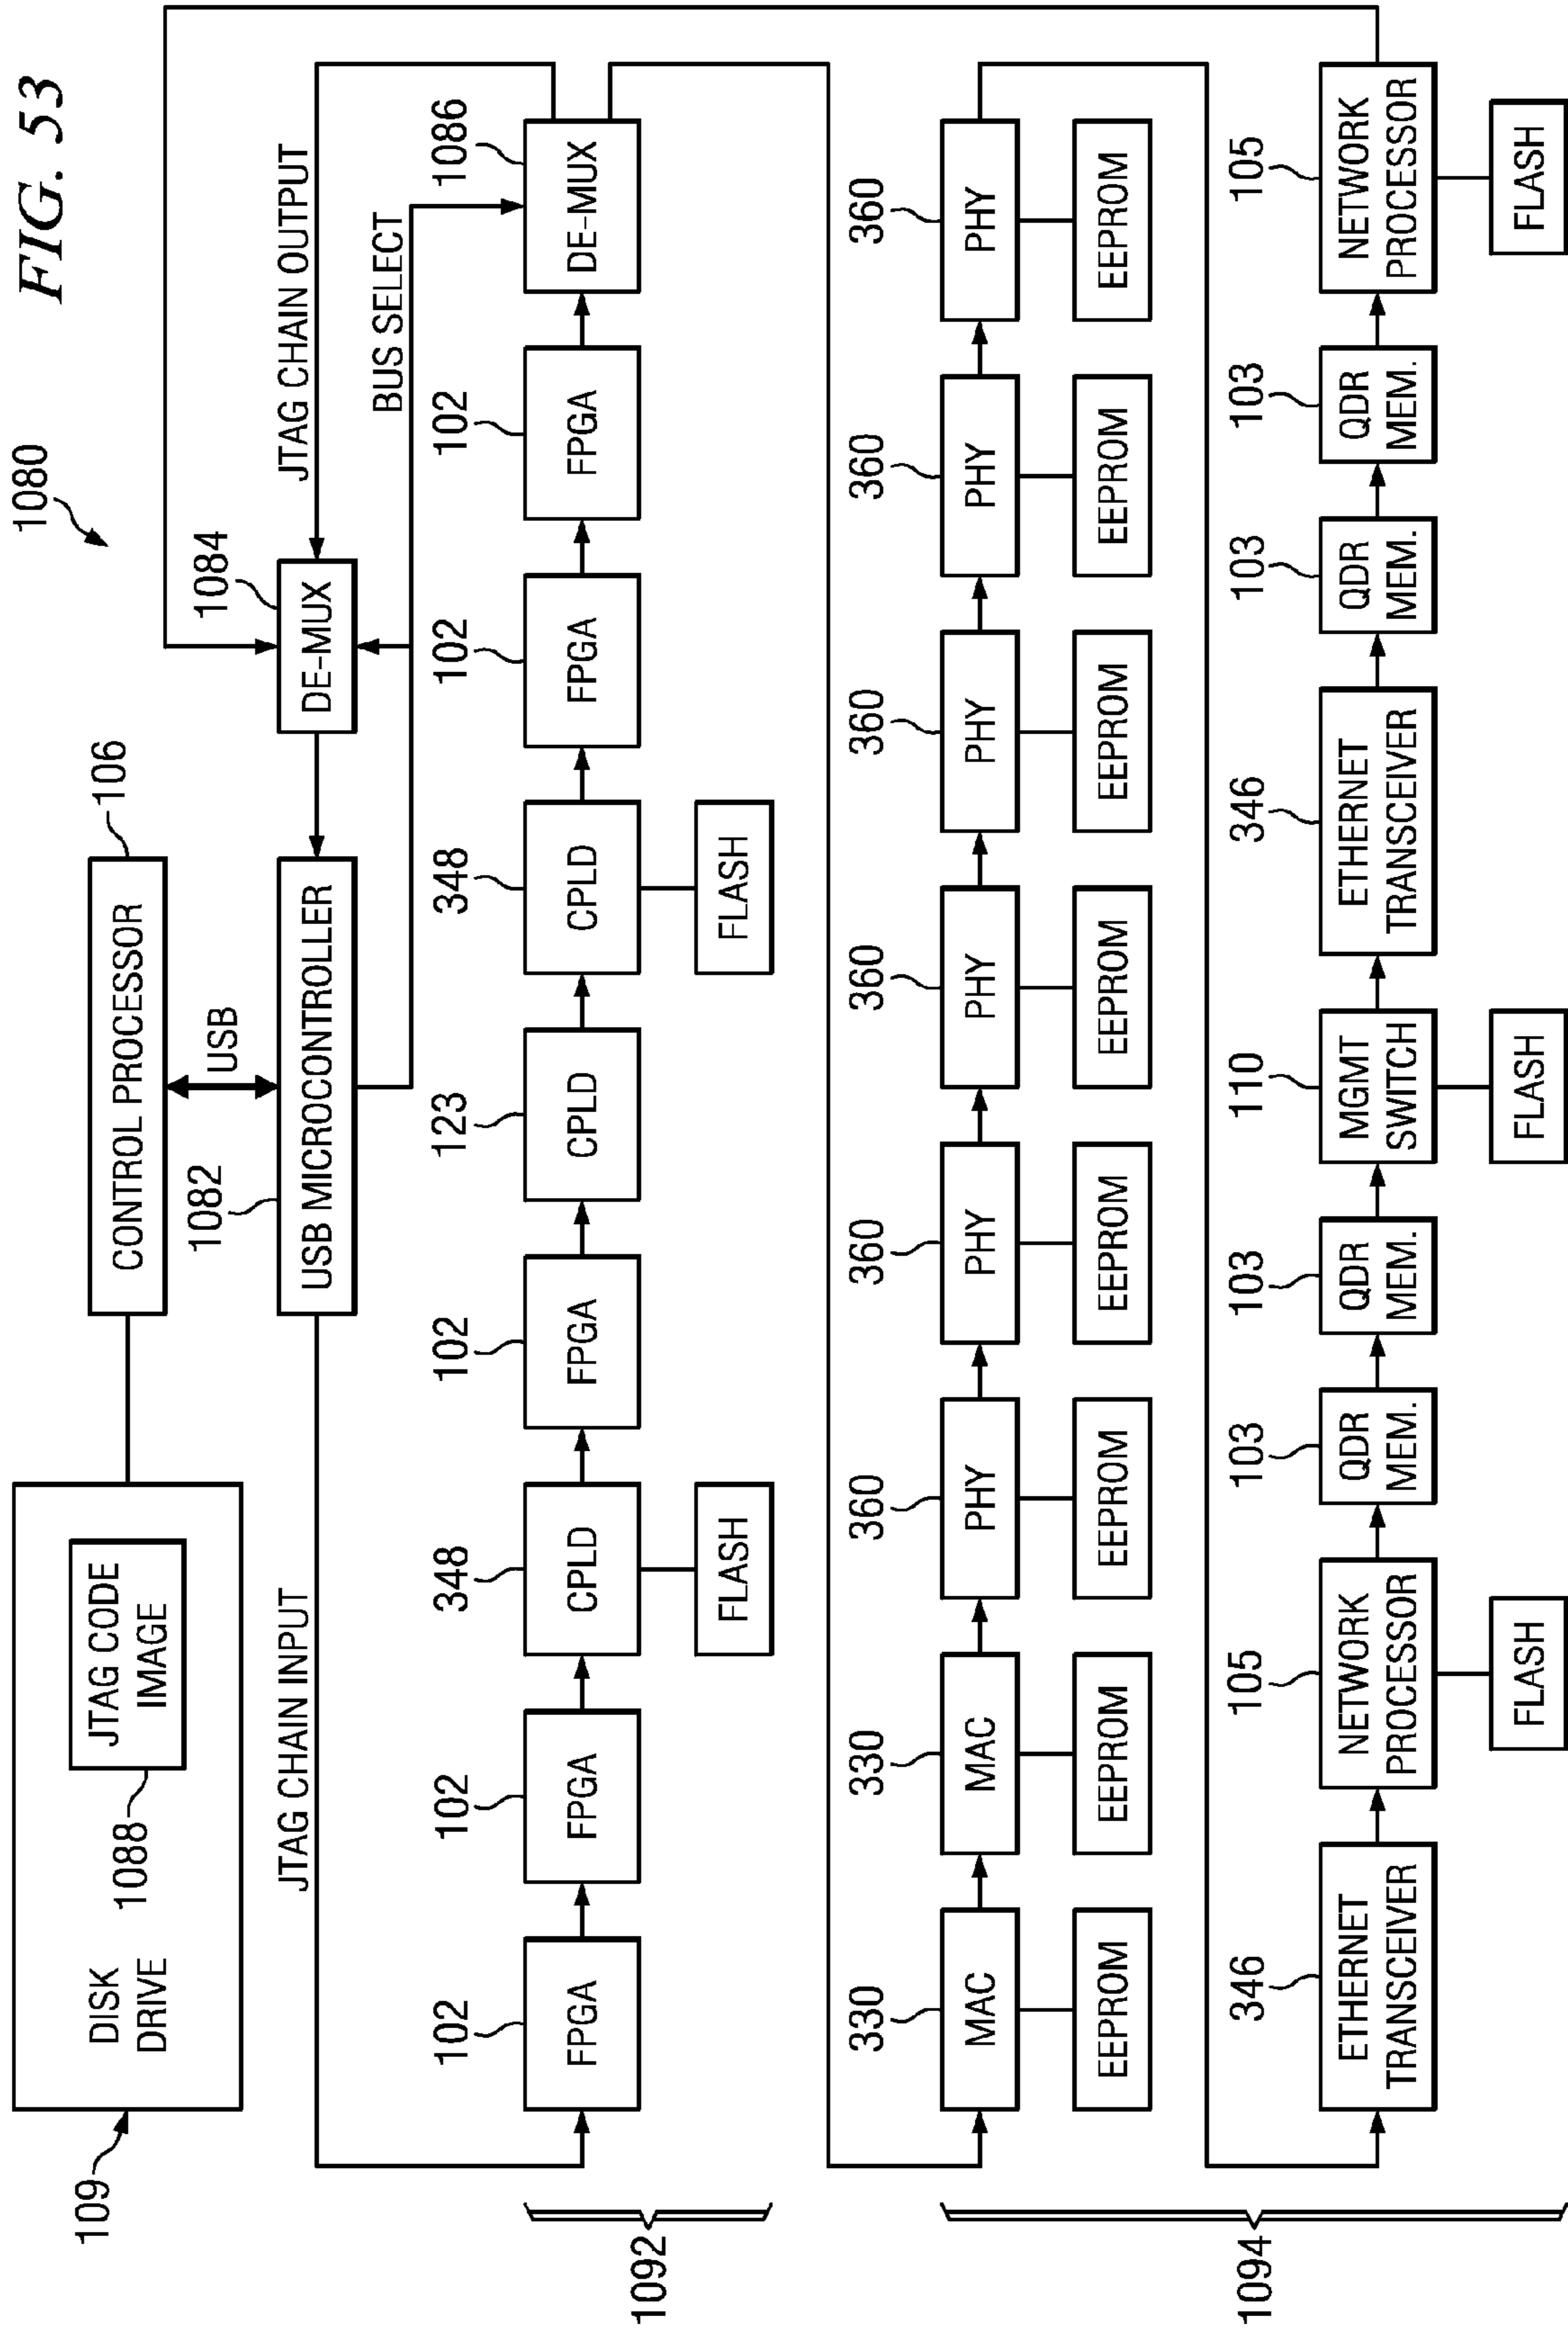 FIG. 53
1080
109
DISK
DRIVE
JTAG CODE
IMAGE
1088
CONTROL PROCESSOR
106
USB
1082
USB MICROCONTROLLER
1084
DE-MUX
JTAG CHAIN INPUT
JTAG CHAIN OUTPUT
BUS SELECT
1092
102
FPGA
102
FPGA
348
CPLD
FLASH
102
FPGA
123
CPLD
348
CPLD
FLASH
102
FPGA
102
FPGA
1086
DE-MUX
1094
330
MAC
EEPROM
330
MAC
EEPROM
360
PHY
EEPROM
360
PHY
EEPROM
360
PHY
EEPROM
360
PHY
EEPROM
360
PHY
EEPROM
360
PHY
EEPROM
346
ETHERNET
TRANSCEIVER
105
NETWORK
PROCESSOR
FLASH
103
QDR
MEM.
103
QDR
MEM.
110
MGMT
SWITCH
FLASH
346
ETHERNET
TRANSCEIVER
103
QDR
MEM.
103
QDR
MEM.
105
NETWORK
PROCESSOR
FLASH